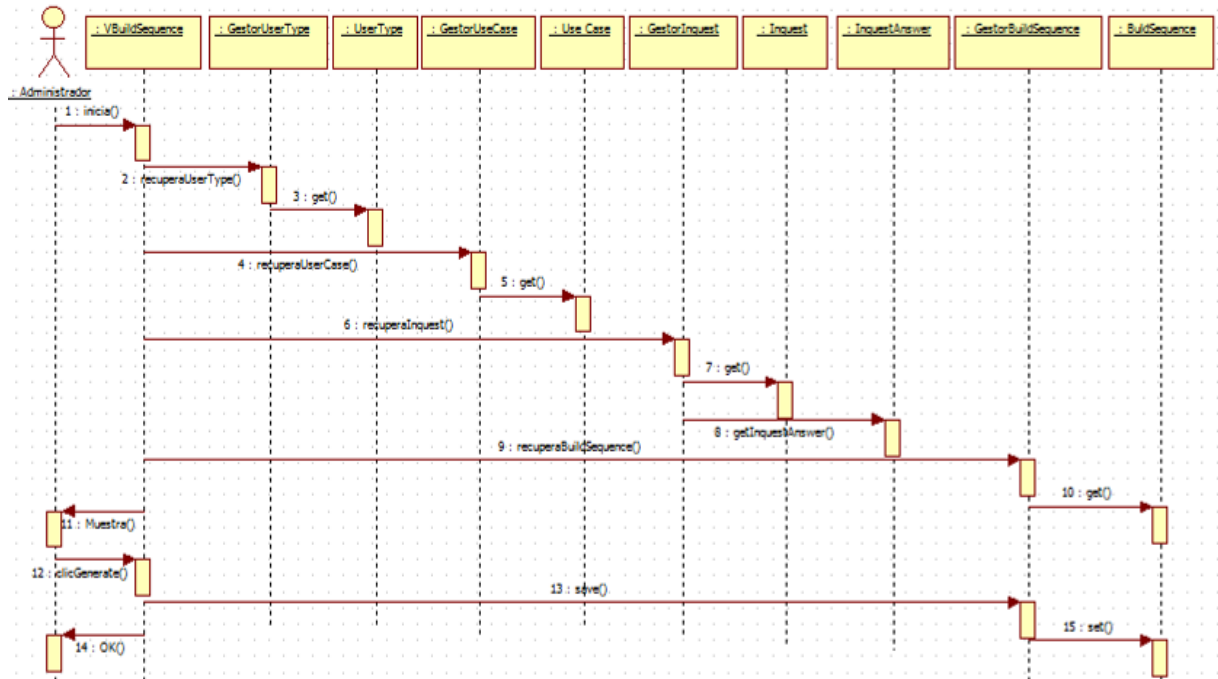 : VBuildSequence
: GestorUserType
: UserType
: GestorUseCase
: Use Case
: GestorInquest
: Inquest
: InquestAnswer
: GestorBuildSequence
: BuldSequence
: Administrador
1 : inicia()
2 : recuperaUserType()
3 : get()
4 : recuperaUserCase()
5 : get()
6 : recuperaInquest()
7 : get()
8 : getInquestAnswer()
9 : recuperaBuildSequence()
10 : get()
11 : Muestra()
12 : clicGenerate()
13 : save()
14 : OK()
15 : set()